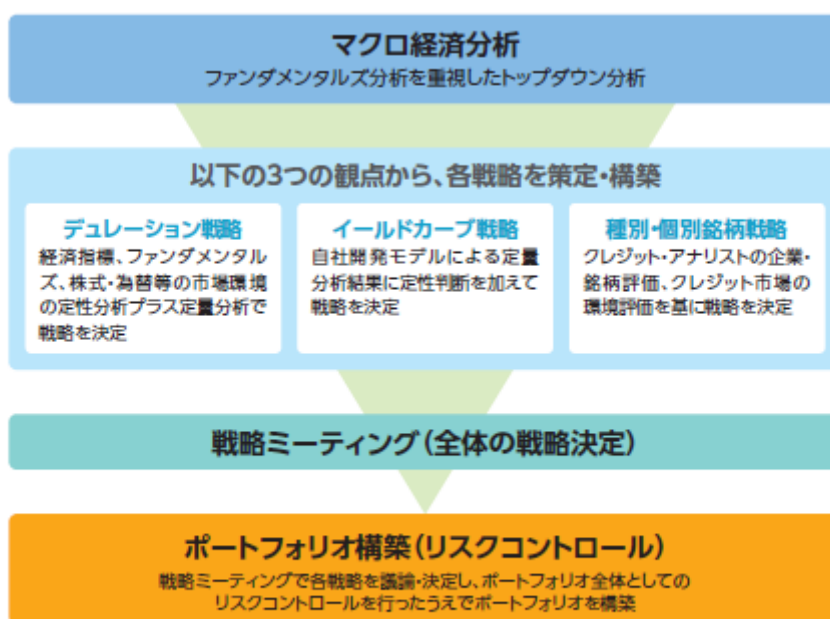 マクロ経済分析
ファンダメンタルズ分析を重視したトップダウン分析
以下の3つの観点から、各戦略を策定・構築
デュレーション戦略
経済指標、ファンダメンタル
ズ、株式・為替等の市場環境
の定性分析プラス定量分析で
戦略を決定
イールドカーブ戦略
自社開発モデルによる定量
分析結果に定性判断を加えて
戦略を決定
種別・個別銘柄戦略
クレジット・アナリストの企業・
銘柄評価、クレジット市場の
環境評価を基に戦略を決定
戦略ミーティング（全体の戦略決定）
ポートフォリオ構築（リスクコントロール）
戦略ミーティングで各戦略を議論・決定し、ポートフォリオ全体としての
リスクコントロールを行ったうえでポートフォリオを構築